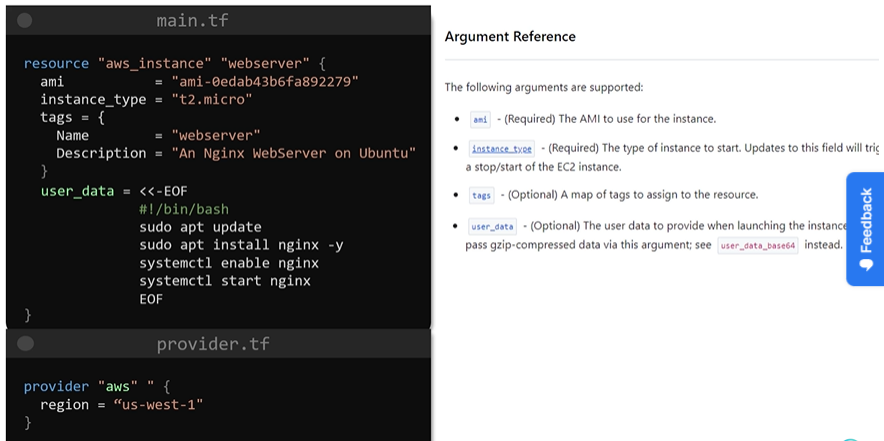 main.tf
resource "aws_instance" "webserver" {
ami = "ami-0edab43b6fa892279"
instance_type = "t2.micro"
tags = {
Name = "webserver"
Description = "An Nginx WebServer on Ubuntu"
}
user_data = <<-EOF
#!/bin/bash
sudo apt update
sudo apt install nginx -y
systemctl enable nginx
systemctl start nginx
EOF
}
provider.tf
provider "aws" " {
region = “us-west-1"
}
Argument Reference
The following arguments are supported:
• ami - (Required) The AMI to use for the instance.
• instance_type - (Required) The type of instance to start. Updates to this field will trig
a stop/start of the EC2 instance.
• tags - (Optional) A map of tags to assign to the resource.
• user_data - (Optional) The user data to provide when launching the instance
pass gzip-compressed data via this argument; see user_data_base64 instead.
Feedback